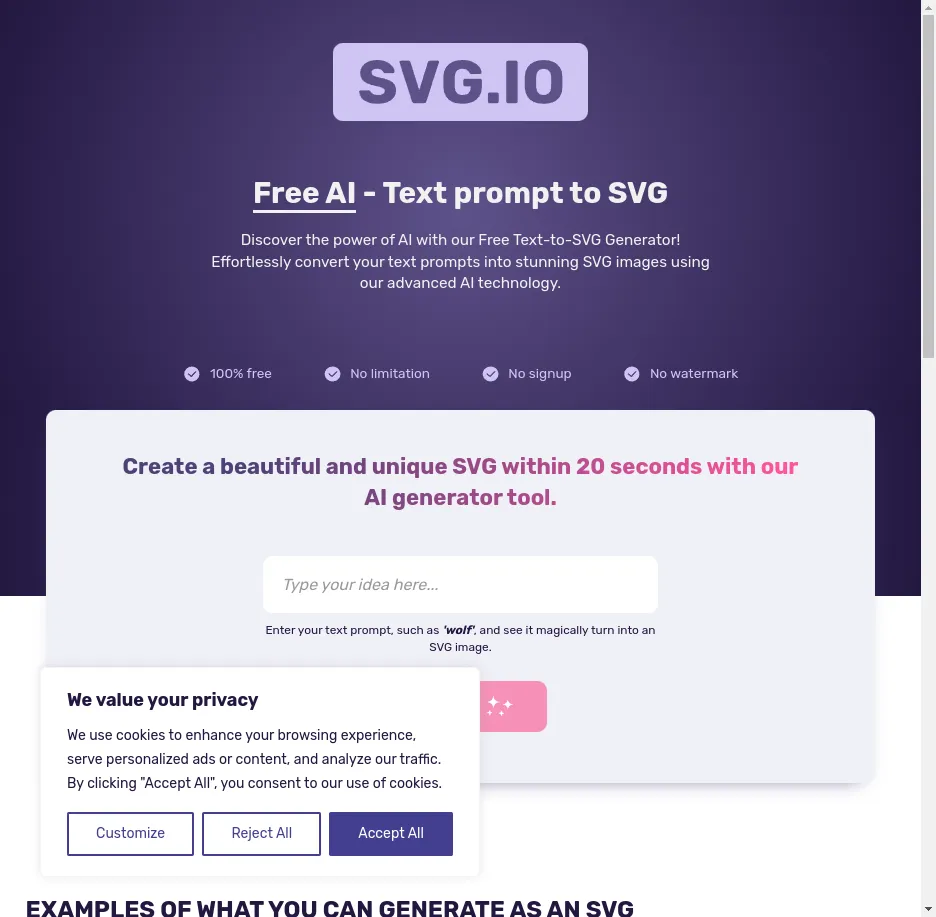 SVG.IO
Free AI - Text prompt to SVG
Discover the power of AI with our Free Text-to-SVG Generator!
Effortlessly convert your text prompts into stunning SVG images using
our advanced AI technology.
100% free
No limitation
No signup
No watermark
Create a beautiful and unique SVG within 20 seconds with our
AI generator tool.
Type your idea here...
Enter your text prompt, such as 'wolf', and see it magically turn into an
SVG image.
We value your privacy
We use cookies to enhance your browsing experience,
serve personalized ads or content, and analyze our traffic.
By clicking "Accept All", you consent to our use of cookies.
Customize
Reject All
Accept All
EXAMPLES OF WHAT YOU CAN GENERATE AS AN SVG